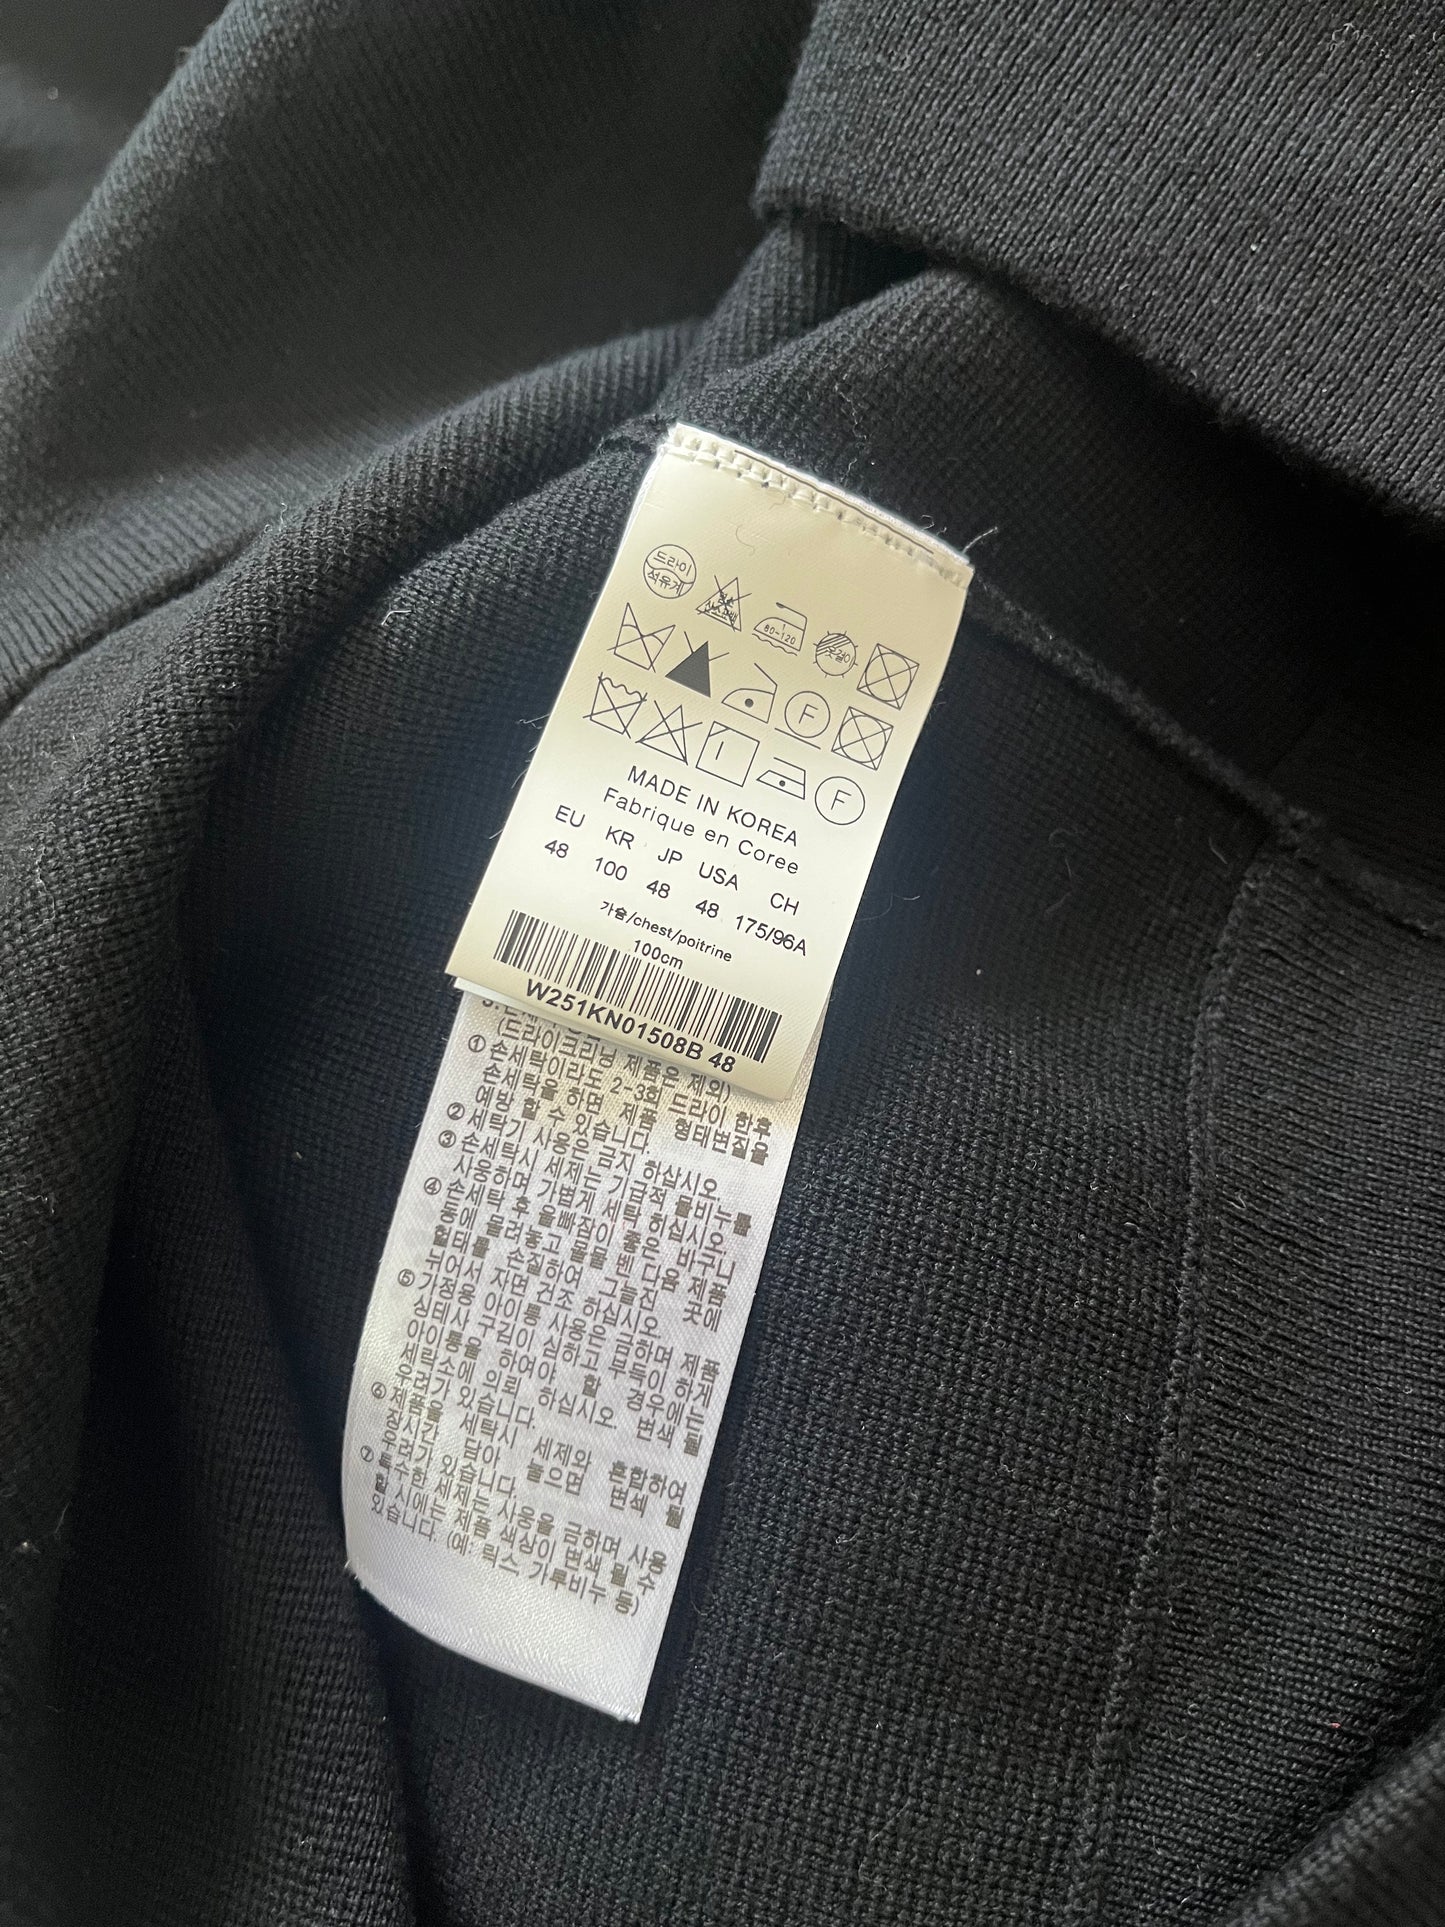 드라이
석유계
염소
산소표백
80-120
옷걸이
F
F
MADE IN KOREA
Fabrique en Coree
EU KR JP USA CH
48 100 48 48 175/96A
가슴/chest/poitrine
100cm
W251KN01508B 48
(드라이크리닝 제품은 제외)
① 손세탁이라도 2-3회 드라이 한후
손세탁을 하면 제품 형태변질을
예방 할 수 있습니다.
② 세탁기 사용은 금지 하십시오.
③ 손세탁시 세제는 가급적 물비누를
사용하며 가볍게 세탁 하십시오.
④ 손세탁 후 물빠짐이 좋은 바구니
등에 올려 놓고 물을 뺀 다음 제품
형태를 손질하여 그늘진 곳에
뉘어서 자연 건조 하십시오.
⑤ 가정용 아이롱 사용은 금하며 제품
상태사 구김이 심하고 부득이 하게
아이롱을 하여야 할 경우에는
세탁소에 의뢰 하십시오. 변색 될
우려가 있습니다.
⑥ 제품을 세탁시 세제와 혼합하여
장시간 담아 놓으면 변색 될
우려가 있습니다.
⑦ 특수한 세제는 사용을 금하며 사용
할 시에는 제품 색상이 변색 될 수
있습니다. (예: 락스, 가루비누 등)